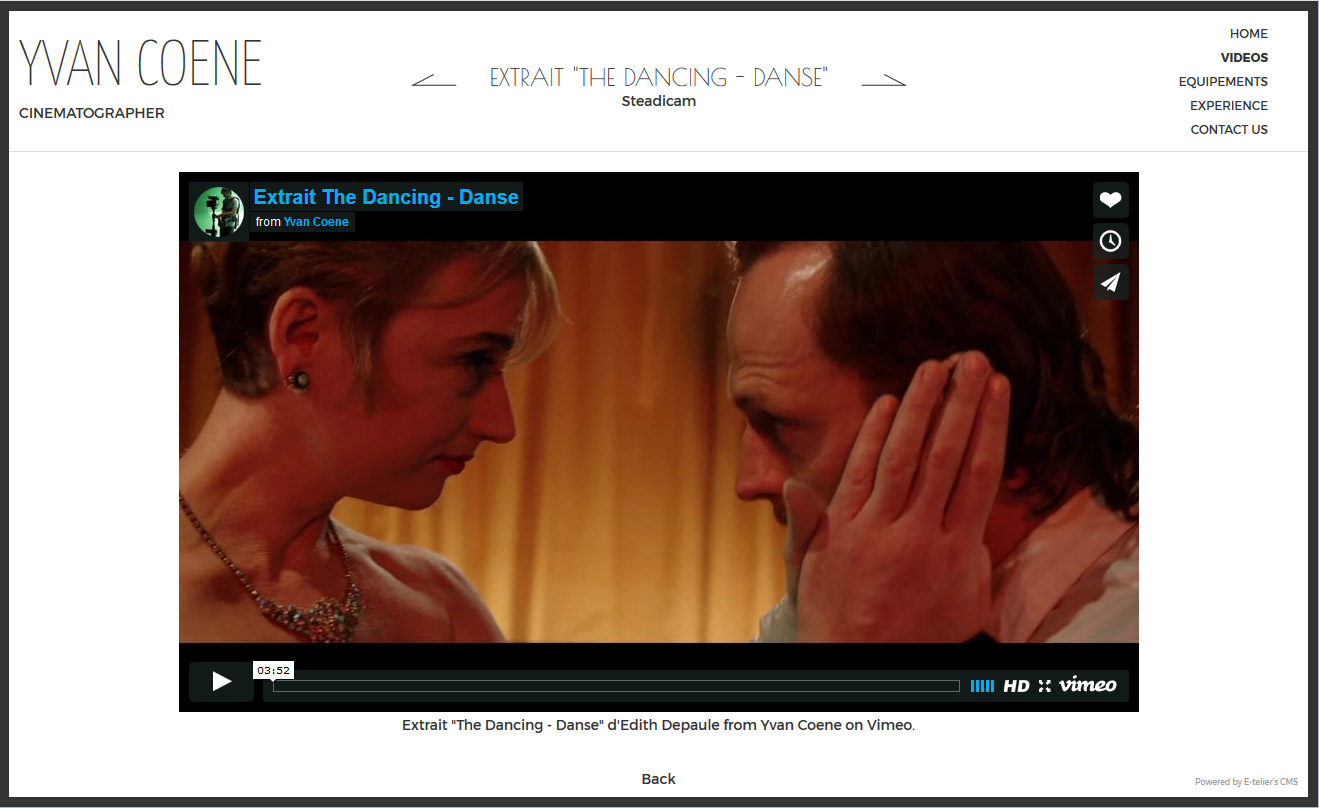 YVAN COENE
CINEMATOGRAPHER
EXTRAIT "THE DANCING - DANSE"
Steadicam
HOME
VIDEOS
EQUIPEMENTS
EXPERIENCE
CONTACT US
Extrait The Dancing - Danse
from Yvan Coene
03:52
HD
vimeo
Extrait "The Dancing - Danse" d'Edith Depaule from Yvan Coene on Vimeo.
Back
Powered by E-telier's CMS